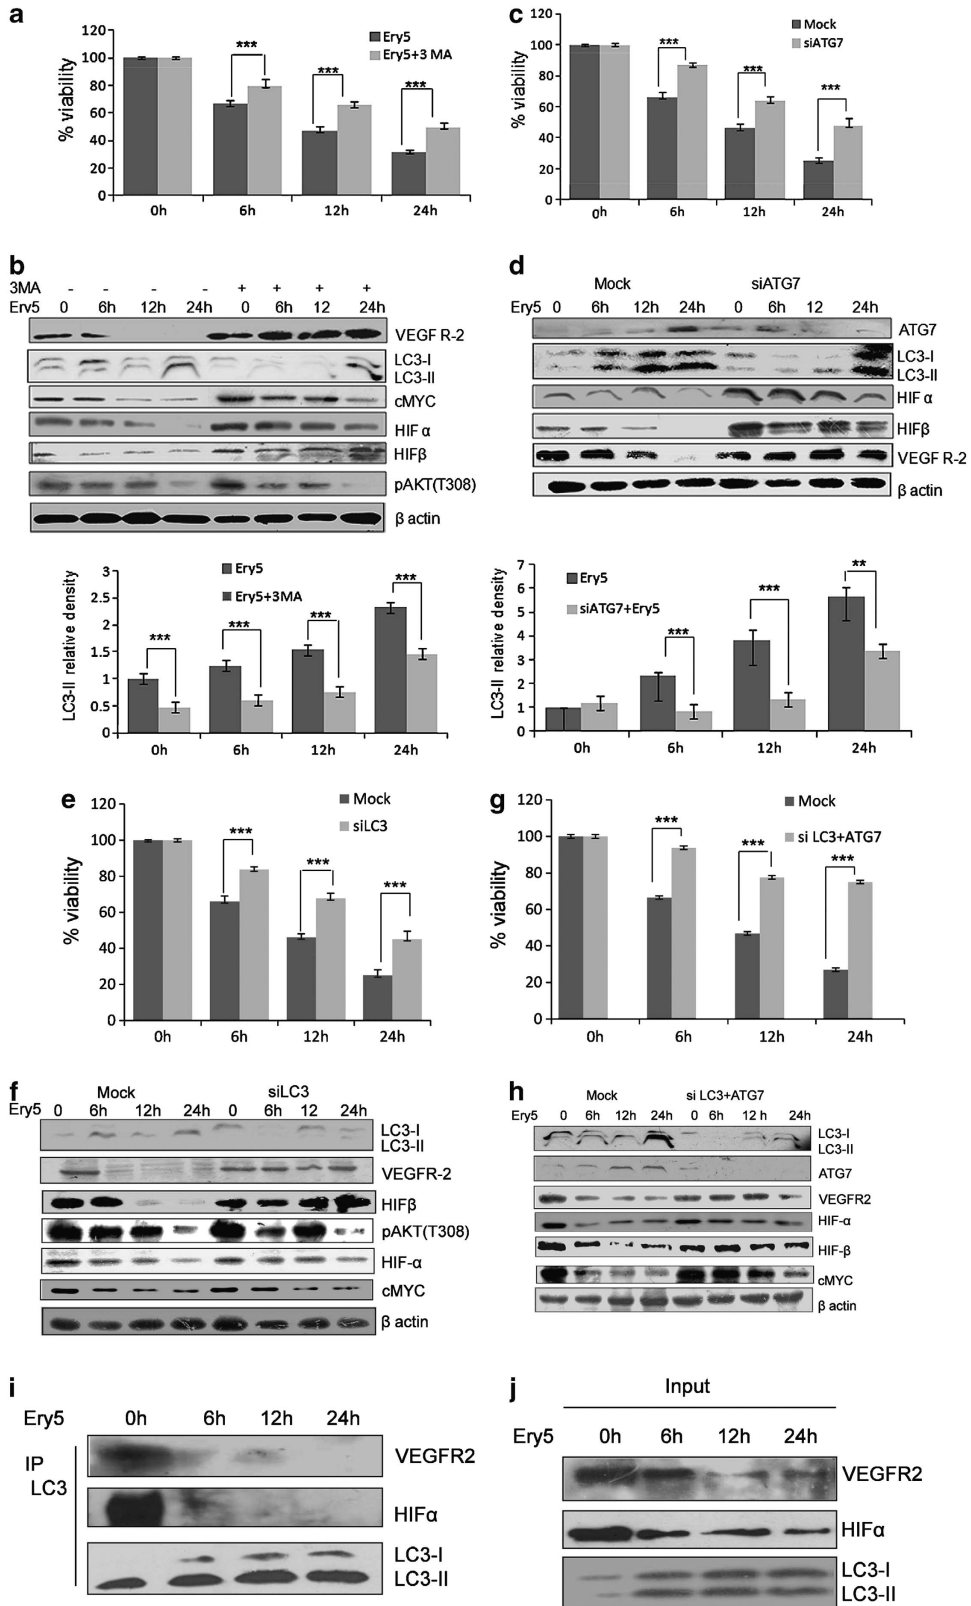 a
% viability
120
100
80
60
40
20
0
Ery5
Ery5+3 MA
***
***
***
0h 6h 12h 24h
c
% viability
120
100
80
60
40
20
0
Mock
siATG7
***
***
***
0h 6h 12h 24h
b
3MA - - - - + + + +
Ery5 0 6h 12h 24h 0 6h 12 24h
VEGF R-2
LC3-I
LC3-II
cMYC
HIF α
HIFβ
pAKT(T308)
β actin
LC3-II relative density
3
2.5
2
1.5
1
0.5
0
Ery5
Ery5+3MA
***
***
***
***
0h 6h 12h 24h
d
Mock siATG7
Ery5 0 6h 12h 24h 0 6h 12 24h
ATG7
LC3-I
LC3-II
HIF α
HIFβ
VEGF R-2
β actin
LC3-II relative density
7
6
5
4
3
2
1
0
Ery5
siATG7+Ery5
***
***
**
0h 6h 12h 24h
e
% viability
120
100
80
60
40
20
0
Mock
siLC3
***
***
***
0h 6h 12h 24h
g
% viability
120
100
80
60
40
20
0
Mock
si LC3+ATG7
***
***
***
0h 6h 12h 24h
f
Mock siLC3
Ery5 0 6h 12h 24h 0 6h 12 24h
LC3-I
LC3-II
VEGFR-2
HIFβ
pAKT(T308)
HIF-α
cMYC
β actin
h
Mock si LC3+ATG7
Ery5 0 6h 12h 24h 0 6h 12 h 24h
LC3-I
LC3-II
ATG7
VEGFR2
HIF-α
HIF-β
cMYC
β actin
i
Ery5 0h 6h 12h 24h
IP
LC3
VEGFR2
HIFα
LC3-I
LC3-II
j
Input
Ery5 0h 6h 12h 24h
VEGFR2
HIFα
LC3-I
LC3-II